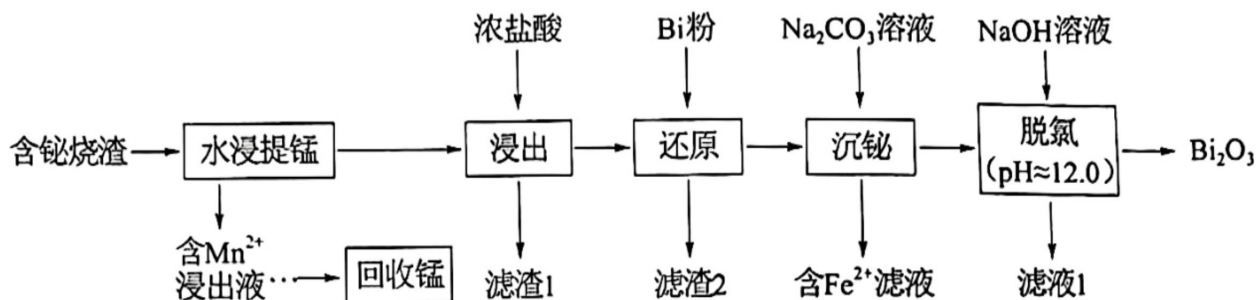 浓盐酸 Bi粉 Na₂CO₃溶液 NaOH溶液
含铋烧渣 水浸提锰 浸出 还原 沉铋 脱氯 Bi₂O₃
(pH≈12.0)
含Mn²⁺
浸出液… 回收锰 滤渣1 滤渣2 含Fe²⁺滤液 滤液1